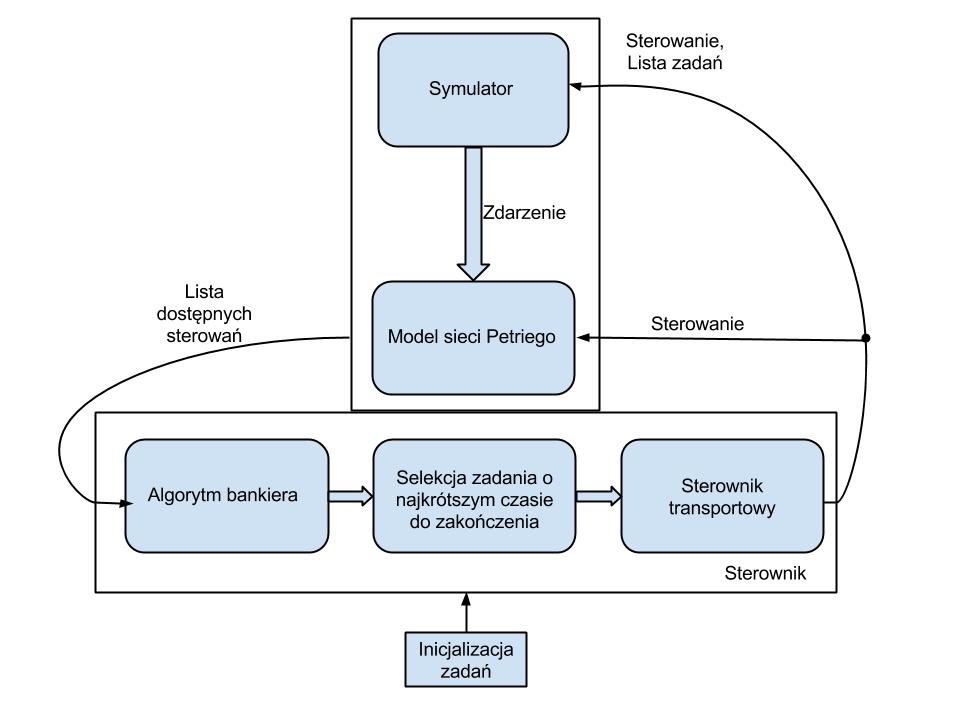 Sterowanie,
Lista zadań
Symulator
Zdarzenie
Lista
dostępnych
sterowań
Model sieci Petriego
Sterowanie
Algorytm bankiera
Selekcja zadania o
najkrótszym czasie
do zakończenia
Sterownik
transportowy
Sterownik
Inicjalizacja
zadań